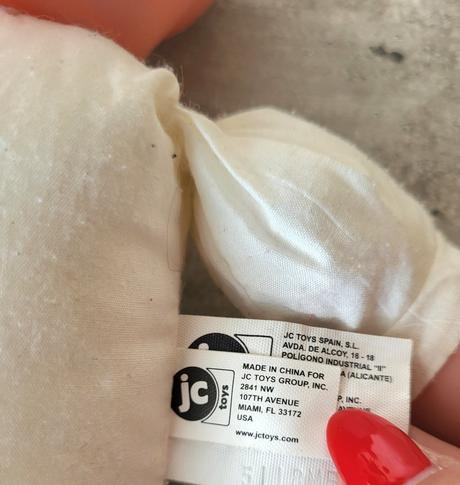 JC TOYS SPAIN, S.L.
AVDA. DE ALCOY, 16 - 18
POLÍGONO INDUSTRIAL "II"
A (ALICANTE)
P, INC.
jc toys
MADE IN CHINA FOR
JC TOYS GROUP, INC.
2841 NW
107TH AVENUE
MIAMI, FL 33172
USA
www.jctoys.com